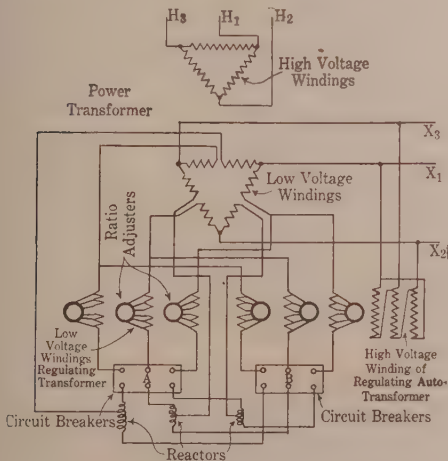 H3 H1 H2
High Voltage
Windings
Power
Transformer
X3
X1
Low Voltage
Windings
X2
Ratio
Adjusters
Low
Voltage
Windings
Regulating
Transformer
High Voltage
Winding of
Regulating Auto-
Transformer
A
Circuit Breakers
Circuit Breakers
Reactors